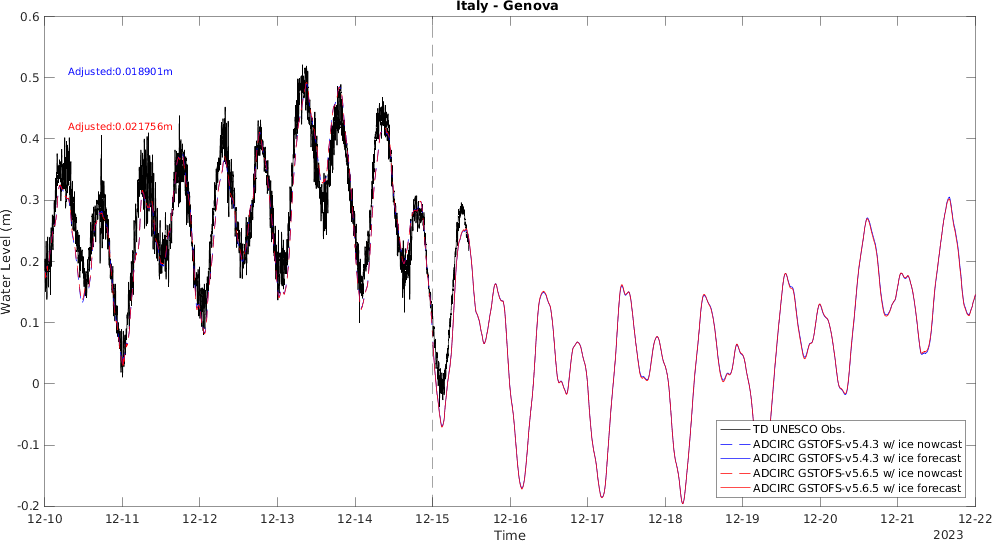 Italy - Genova
0.6
0.5
0.4
0.3
0.2
0.1
0
-0.1
-0.2
Water Level (m)
Adjusted:0.018901m
Adjusted:0.021756m
TD UNESCO Obs.
ADCIRC GSTOFS-v5.4.3 w/ ice nowcast
ADCIRC GSTOFS-v5.4.3 w/ ice forecast
ADCIRC GSTOFS-v5.6.5 w/ ice nowcast
ADCIRC GSTOFS-v5.6.5 w/ ice forecast
12-10 12-11 12-12 12-13 12-14 12-15 12-16 12-17 12-18 12-19 12-20 12-21 12-22
Time
2023